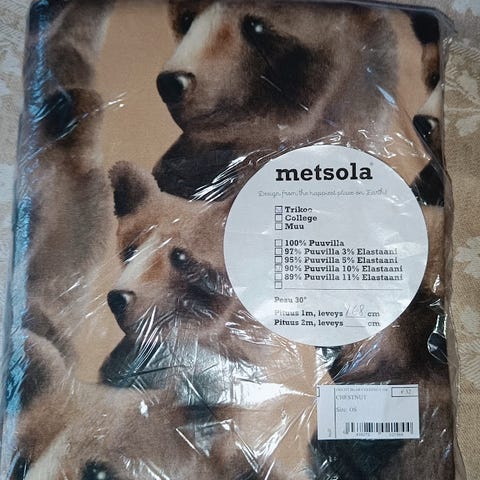 metsola®
Design from the happiest place on Earth!
Trikoo
College
Muu
100% Puuvilla
97% Puuvilla 3% Elastaani
95% Puuvilla 5% Elastaani
90% Puuvilla 10% Elastaani
89% Puuvilla 11% Elastaani
Pesu 30°
Pituus 1m, leveys 168 cm
Pituus 2m, leveys cm
CHESTNUT
Size: OS